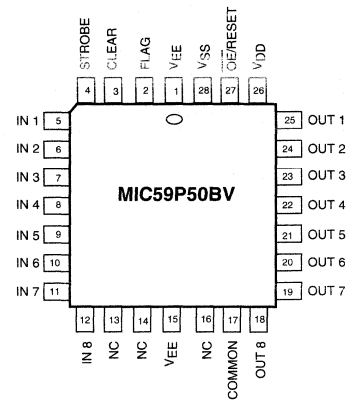 STROBE CLEAR FLAG VEE VSS OE/RESET VDD
4 3 2 1 28 27 26
IN 1 5 25 OUT 1
IN 2 6 24 OUT 2
IN 3 7 23 OUT 3
IN 4 8 22 OUT 4
MIC59P50BV
IN 5 9 21 OUT 5
IN 6 10 20 OUT 6
IN 7 11 19 OUT 7
12 13 14 15 16 17 18
IN 8 NC NC VEE NC COMMON OUT 8